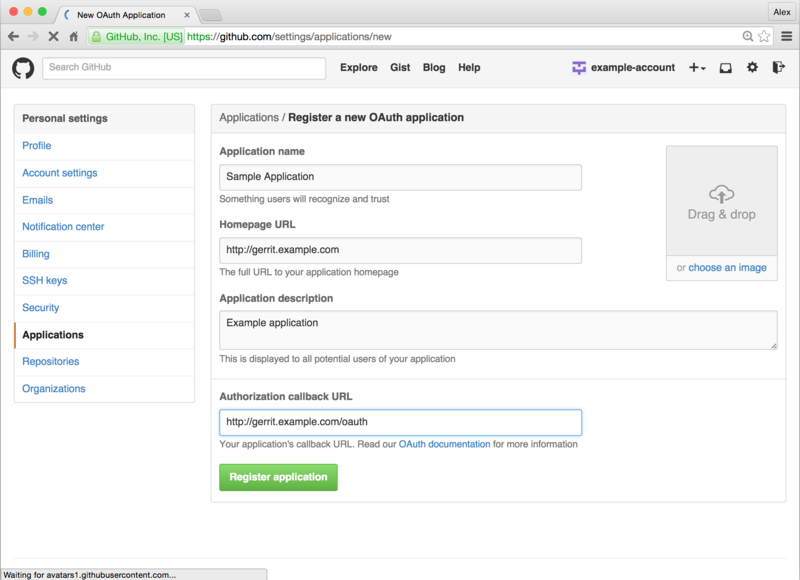 New OAuth Application
Alex
GitHub, Inc. [US] https://github.com/settings/applications/new
Search GitHub
Explore Gist Blog Help
example-account
Personal settings
Profile
Account settings
Emails
Notification center
Billing
SSH keys
Security
Applications
Repositories
Organizations
Applications / Register a new OAuth application
Application name
Sample Application
Something users will recognize and trust
Homepage URL
http://gerrit.example.com
The full URL to your application homepage
Drag & drop
or choose an image
Application description
Example application
This is displayed to all potential users of your application
Authorization callback URL
http://gerrit.example.com/oauth
Your application's callback URL. Read our OAuth documentation for more information
Register application
Waiting for avatars1.githubusercontent.com...